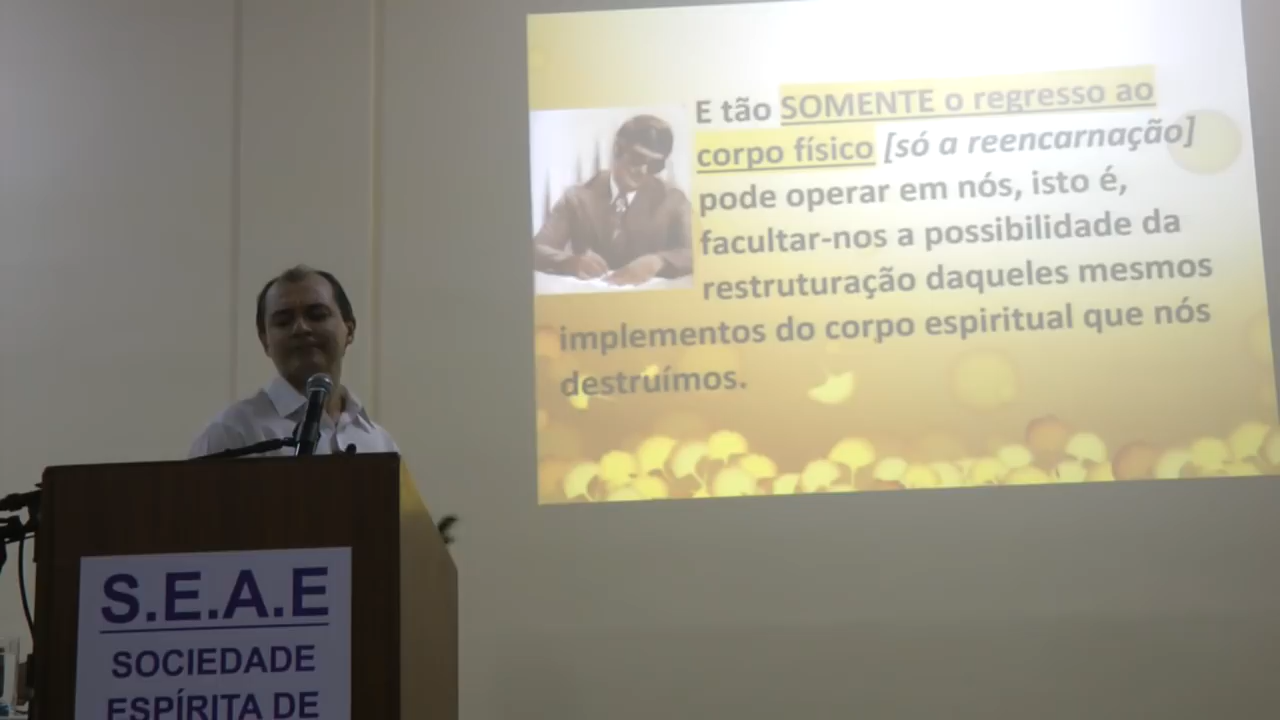 E tão SOMENTE o regresso ao
corpo físico [só a reencarnação]
pode operar em nós, isto é,
facultar-nos a possibilidade da
restruturação daqueles mesmos
implementos do corpo espiritual que nós
destruímos.
S.E.A.E
SOCIEDADE
ESPÍRITA DE